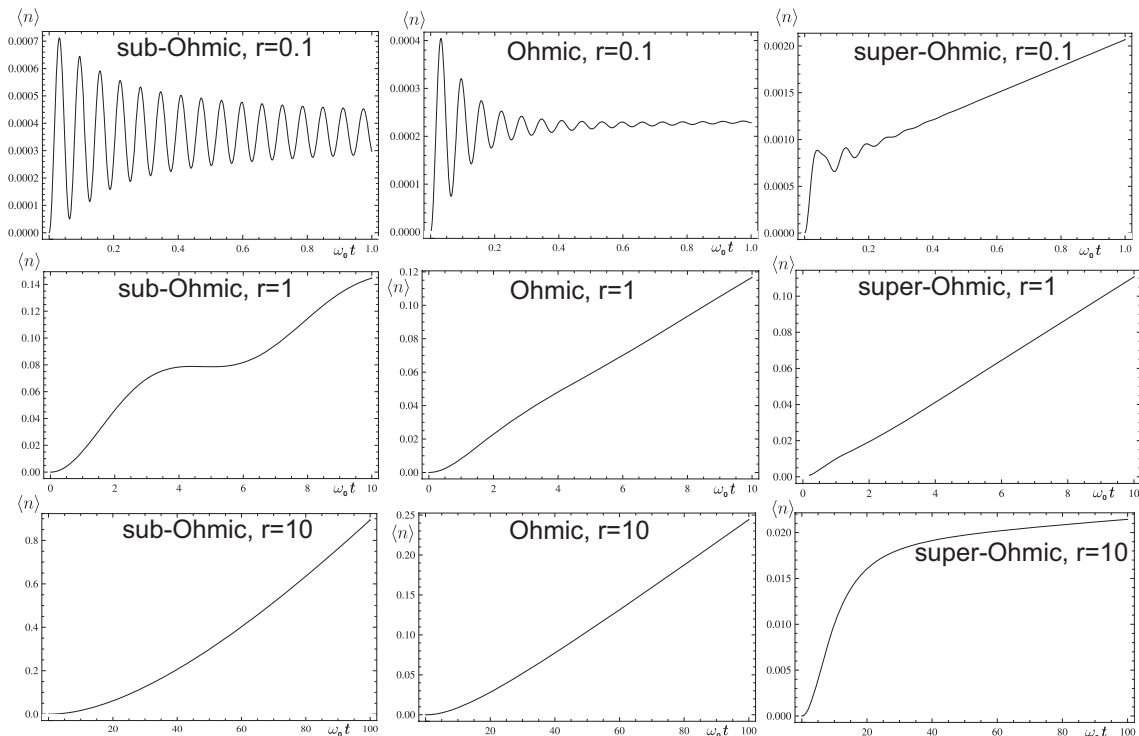 ⟨n⟩
sub-Ohmic, r=0.1
0.0007
0.0006
0.0005
0.0004
0.0003
0.0002
0.0001
0.0000
0.2 0.4 0.6 0.8 1.0
ω₀ t
⟨n⟩
Ohmic, r=0.1
0.0004
0.0003
0.0002
0.0001
0.0000
0.2 0.4 0.6 0.8 1.0
ω₀ t
⟨n⟩
super-Ohmic, r=0.1
0.0020
0.0015
0.0010
0.0005
0.0000
0.2 0.4 0.6 0.8 1.0
ω₀ t
⟨n⟩
sub-Ohmic, r=1
0.14
0.12
0.10
0.08
0.06
0.04
0.02
0.00
0 2 4 6 8 10
ω₀ t
⟨n⟩
Ohmic, r=1
0.12
0.10
0.08
0.06
0.04
0.02
0.00
0 2 4 6 8 10
ω₀ t
⟨n⟩
super-Ohmic, r=1
0.10
0.08
0.06
0.04
0.02
0.00
0 2 4 6 8 10
ω₀ t
⟨n⟩
sub-Ohmic, r=10
0.8
0.6
0.4
0.2
0.0
20 40 60 80 100
ω₀ t
⟨n⟩
Ohmic, r=10
0.25
0.20
0.15
0.10
0.05
0.00
20 40 60 80 100
ω₀ t
⟨n⟩
super-Ohmic, r=10
0.020
0.015
0.010
0.005
0.000
20 40 60 80 100
ω₀ t